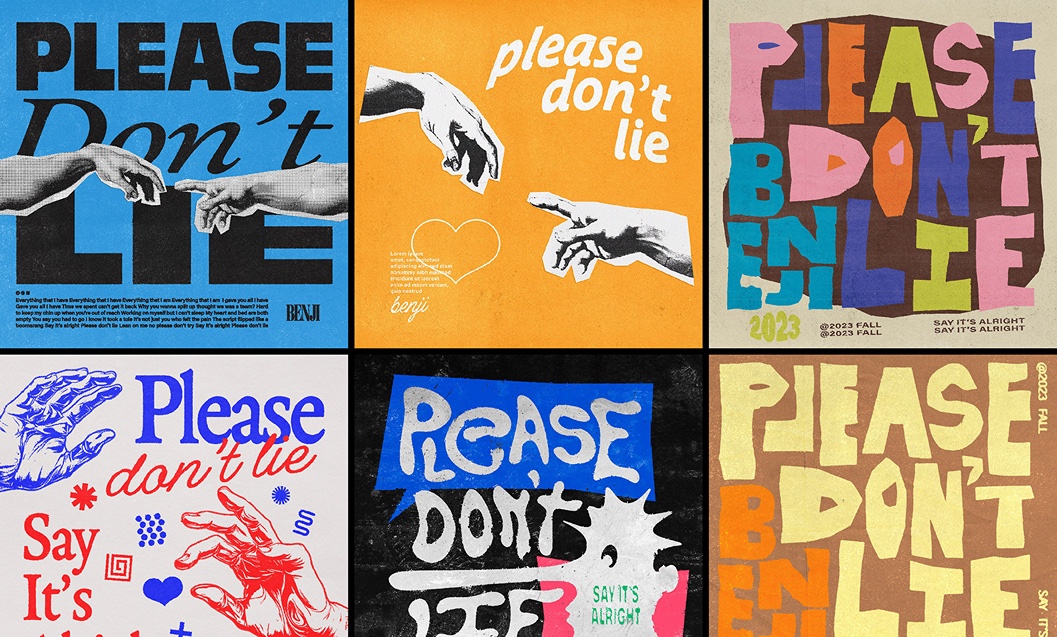 PLEASE
Don't
LIE
Everything that I have Everything that I have Everything that I am Everything that I am I gave you all I have
Gave you all I have Time we spent can't get it back Why you wanna split up thought we was a team? Hard
to keep my chin up when you're out of reach Working on myself but I can't sleep My heart and bed are both
empty You say you had to go I know it took a tole It's not just you who felt the pain The script flipped like a
boomerang Say it's alright Please don't lie Lean on me no please don't try Say it's alright Please don't lie
BENJI
please
don't
lie
Lorem ipsum
benji
PLEASE
DON'T
LIE
BENJI
2023
@2023 FALL
@2023 FALL
SAY IT'S ALRIGHT
SAY IT'S ALRIGHT
Please
don't lie
Say
It's
PLEASE
DON'T
LIE
SAY IT'S
ALRIGHT
PLEASE
DON'T
LIE
BEN
@2023 FALL
SAY IT'S